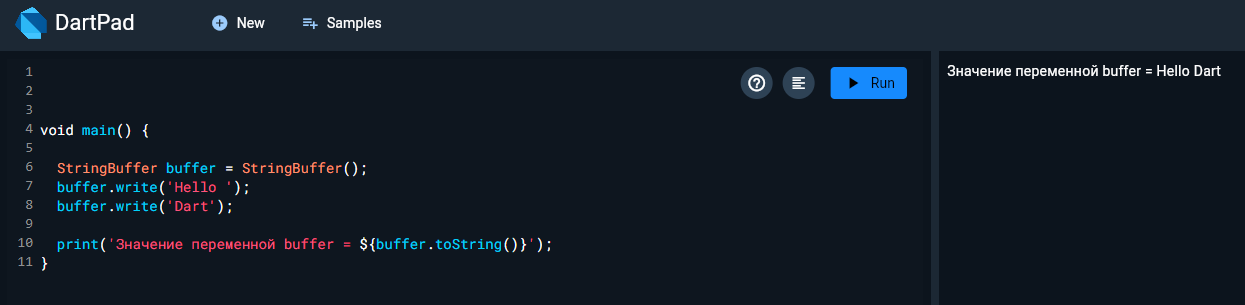 DartPad New Samples
1
2
3
4 void main() {
5
6 StringBuffer buffer = StringBuffer();
7 buffer.write('Hello ');
8 buffer.write('Dart');
9
10 print('Значение переменной buffer = ${buffer.toString()}');
11 }
Run
Значение переменной buffer = Hello Dart